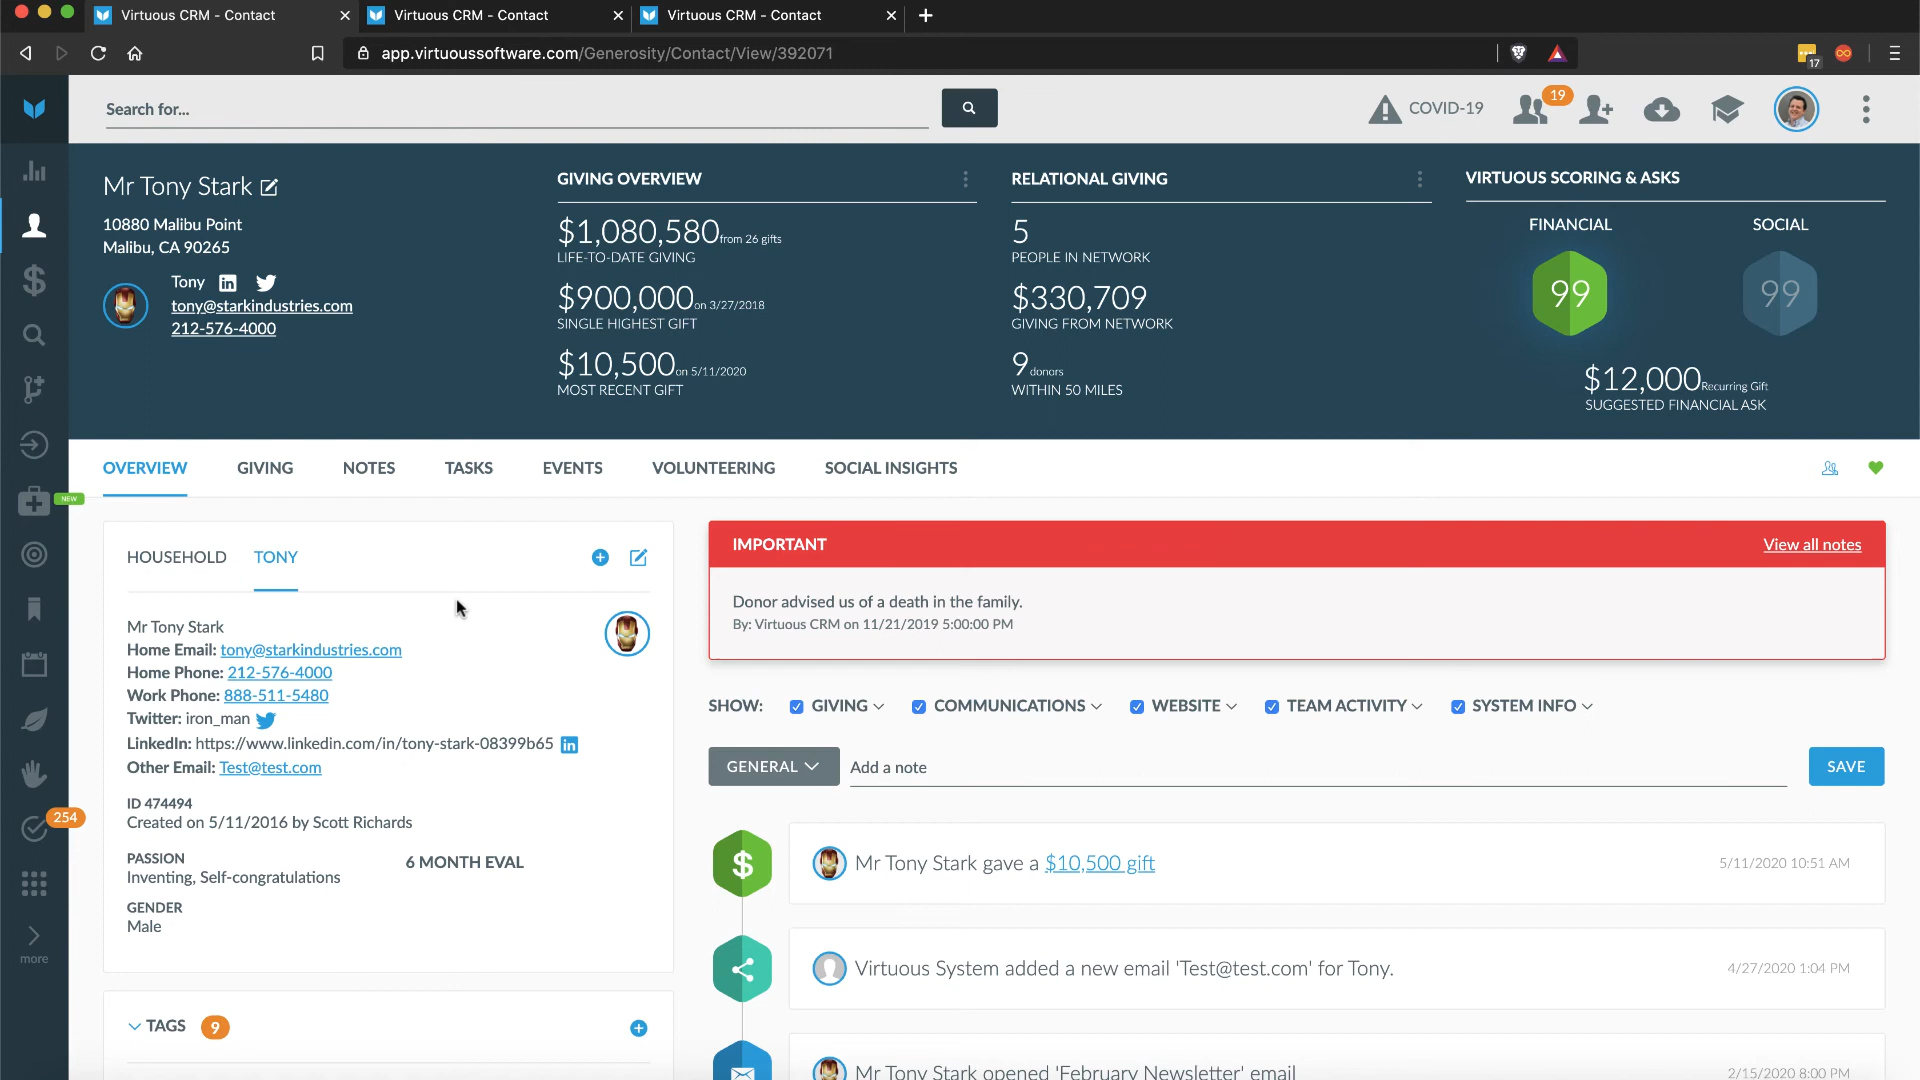 Virtuous CRM - Contact
Virtuous CRM - Contact
Virtuous CRM - Contact
app.virtuoussoftware.com/Generosity/Contact/View/392071
17
Search for...
COVID-19
19
Mr Tony Stark
10880 Malibu Point
Malibu, CA 90265
Tony
tony@starkindustries.com
212-576-4000
GIVING OVERVIEW
$1,080,580 from 26 gifts
LIFE-TO-DATE GIVING
$900,000 on 3/27/2018
SINGLE HIGHEST GIFT
$10,500 on 5/11/2020
MOST RECENT GIFT
RELATIONAL GIVING
5
PEOPLE IN NETWORK
$330,709
GIVING FROM NETWORK
9 donors
WITHIN 50 MILES
VIRTUOUS SCORING & ASKS
FINANCIAL
SOCIAL
99
99
$12,000 Recurring Gift
SUGGESTED FINANCIAL ASK
OVERVIEW
GIVING
NOTES
TASKS
EVENTS
VOLUNTEERING
SOCIAL INSIGHTS
NEW
254
more
HOUSEHOLD
TONY
Mr Tony Stark
Home Email: tony@starkindustries.com
Home Phone: 212-576-4000
Work Phone: 888-511-5480
Twitter: iron_man
LinkedIn: https://www.linkedin.com/in/tony-stark-08399b65
Other Email: Test@test.com
ID 474494
Created on 5/11/2016 by Scott Richards
PASSION
Inventing, Self-congratulations
6 MONTH EVAL
GENDER
Male
TAGS 9
IMPORTANT
View all notes
Donor advised us of a death in the family.
By: Virtuous CRM on 11/21/2019 5:00:00 PM
SHOW:
GIVING
COMMUNICATIONS
WEBSITE
TEAM ACTIVITY
SYSTEM INFO
GENERAL
Add a note
SAVE
$
Mr Tony Stark gave a $10,500 gift
5/11/2020 10:51 AM
Virtuous System added a new email 'Test@test.com' for Tony.
4/27/2020 1:04 PM
Mr Tony Stark opened 'February Newsletter' email
2/15/2020 8:00 PM